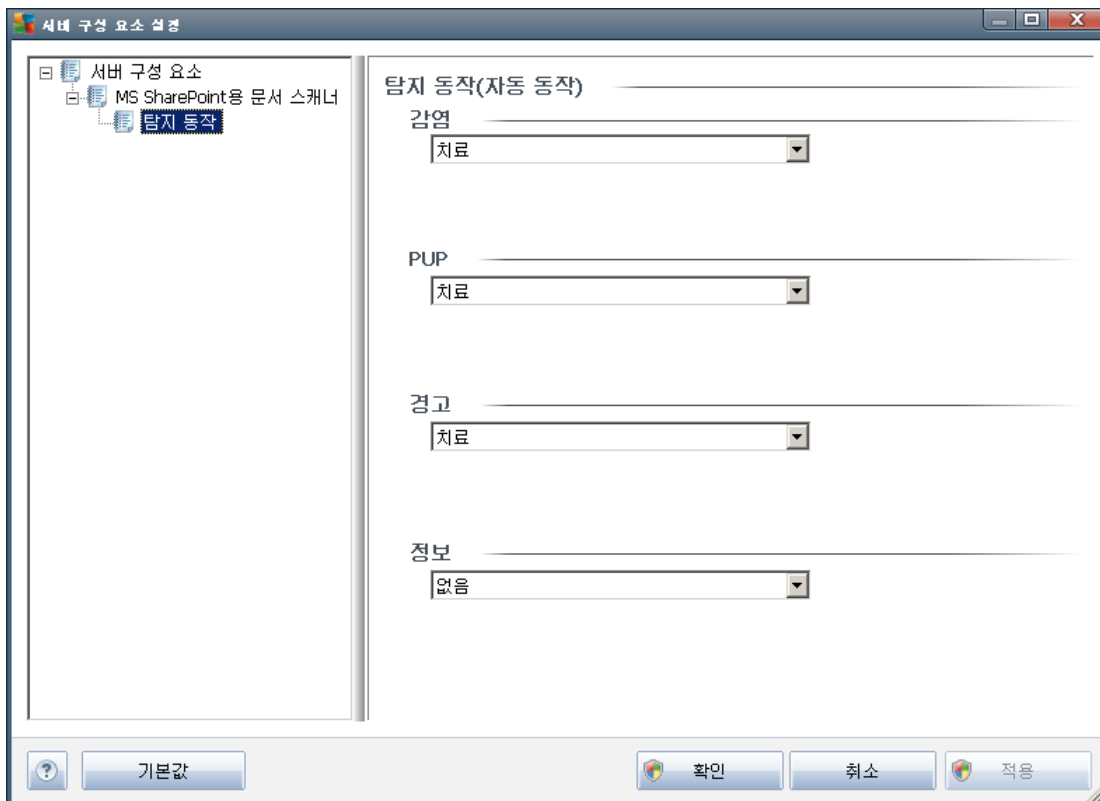 서버 구성 요소 설정
서버 구성 요소
MS SharePoint용 문서 스캐너
탐지 동작
탐지 동작(자동 동작)
감염
치료
PUP
치료
경고
치료
정보
없음
?
기본값
확인
취소
적용